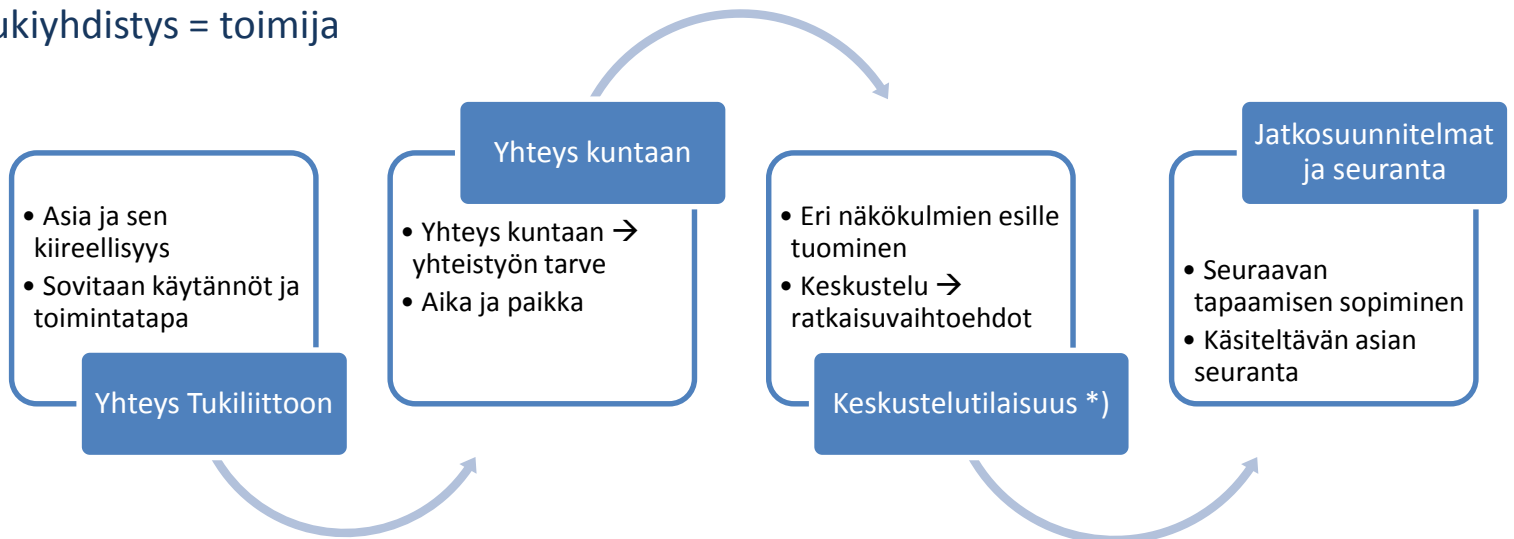 ukiyhdistys = toimija
• Asia ja sen
kiireellisyys
• Sovitaan käytännöt ja
toimintatapa
Yhteys Tukiliittoon
Yhteys kuntaan
• Yhteys kuntaan →
yhteistyön tarve
• Aika ja paikka
• Eri näkökulmien esille
tuominen
• Keskustelu →
ratkaisuvaihtoehdot
Keskustelutilaisuus *)
Jatkosuunnitelmat
ja seuranta
• Seuraavan
tapaamisen sopiminen
• Käsiteltävän asian
seuranta